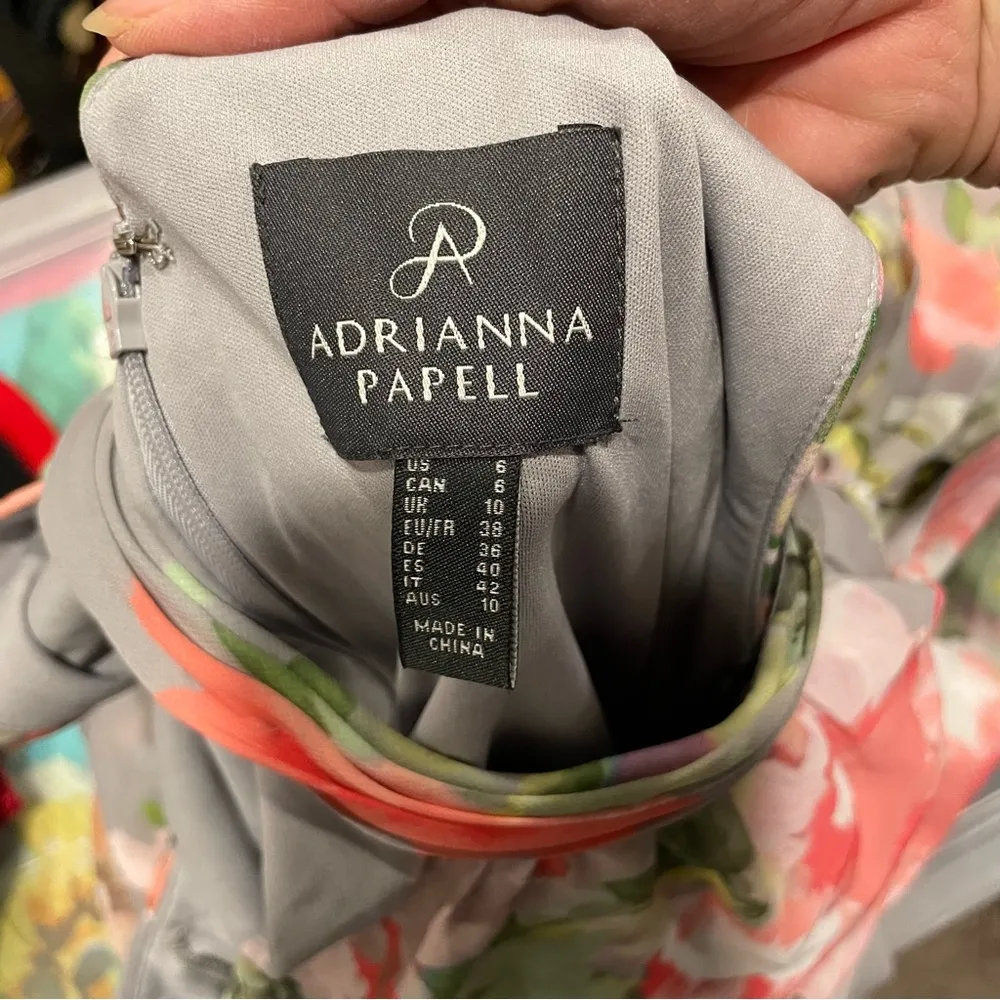 AP
ADRIANNA
PAPELL
US 6
CAN 6
UK 10
EU/FR 38
DE 36
ES 40
IT 42
AUS 10
MADE IN
CHINA